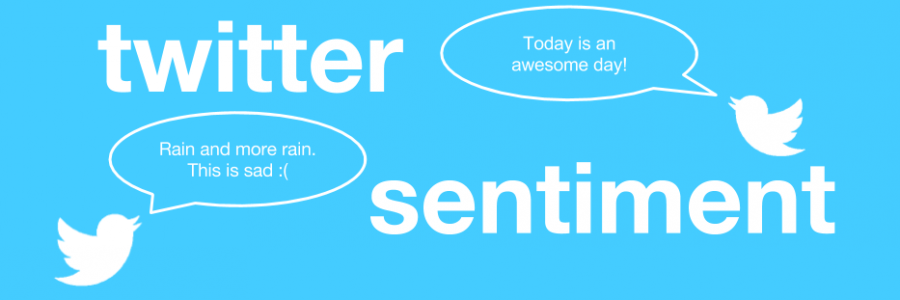 twitter
Today is an
awesome day!
Rain and more rain.
This is sad :(
sentiment